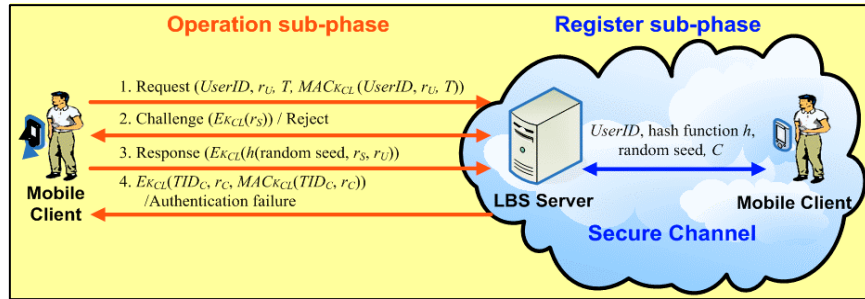 Operation sub-phase
Register sub-phase
1. Request (UserID, rU, T, MACKCL(UserID, rU, T))
2. Challenge (EKCL(rS)) / Reject
3. Response (EKCL(h(random seed, rS, rU))
4. EKCL(TIDC, rC, MACKCL(TIDC, rC))
/Authentication failure
Mobile
Client
LBS Server
UserID, hash function h,
random seed, C
Mobile Client
Secure Channel